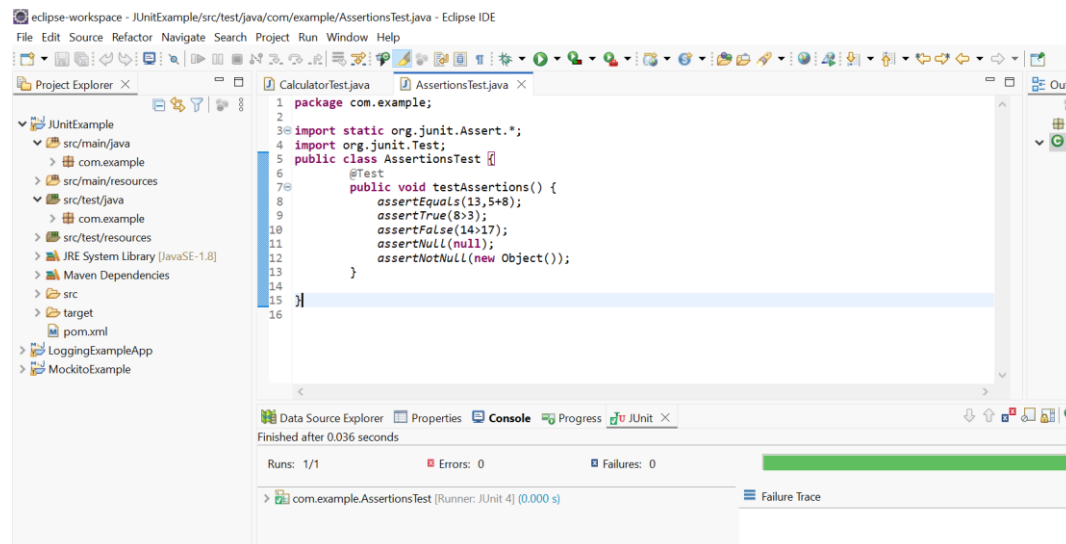 eclipse-workspace - JUnitExample/src/test/java/com/example/AssertionsTest.java - Eclipse IDE
File Edit Source Refactor Navigate Search Project Run Window Help
Project Explorer
JUnitExample
src/main/java
com.example
src/main/resources
src/test/java
com.example
src/test/resources
JRE System Library [JavaSE-1.8]
Maven Dependencies
src
target
pom.xml
LoggingExampleApp
MockitoExample
CalculatorTest.java AssertionsTest.java
1 package com.example;
2
3 import static org.junit.Assert.*;
4 import org.junit.Test;
5 public class AssertionsTest {
6 @Test
7 public void testAssertions() {
8 assertEquals(13,5+8);
9 assertTrue(8>3);
10 assertFalse(14>17);
11 assertNull(null);
12 assertNotNull(new Object());
13 }
14
15 }
16
Ou
Data Source Explorer Properties Console Progress JUnit
Finished after 0.036 seconds
Runs: 1/1 Errors: 0 Failures: 0
com.example.AssertionsTest [Runner: JUnit 4] (0.000 s)
Failure Trace